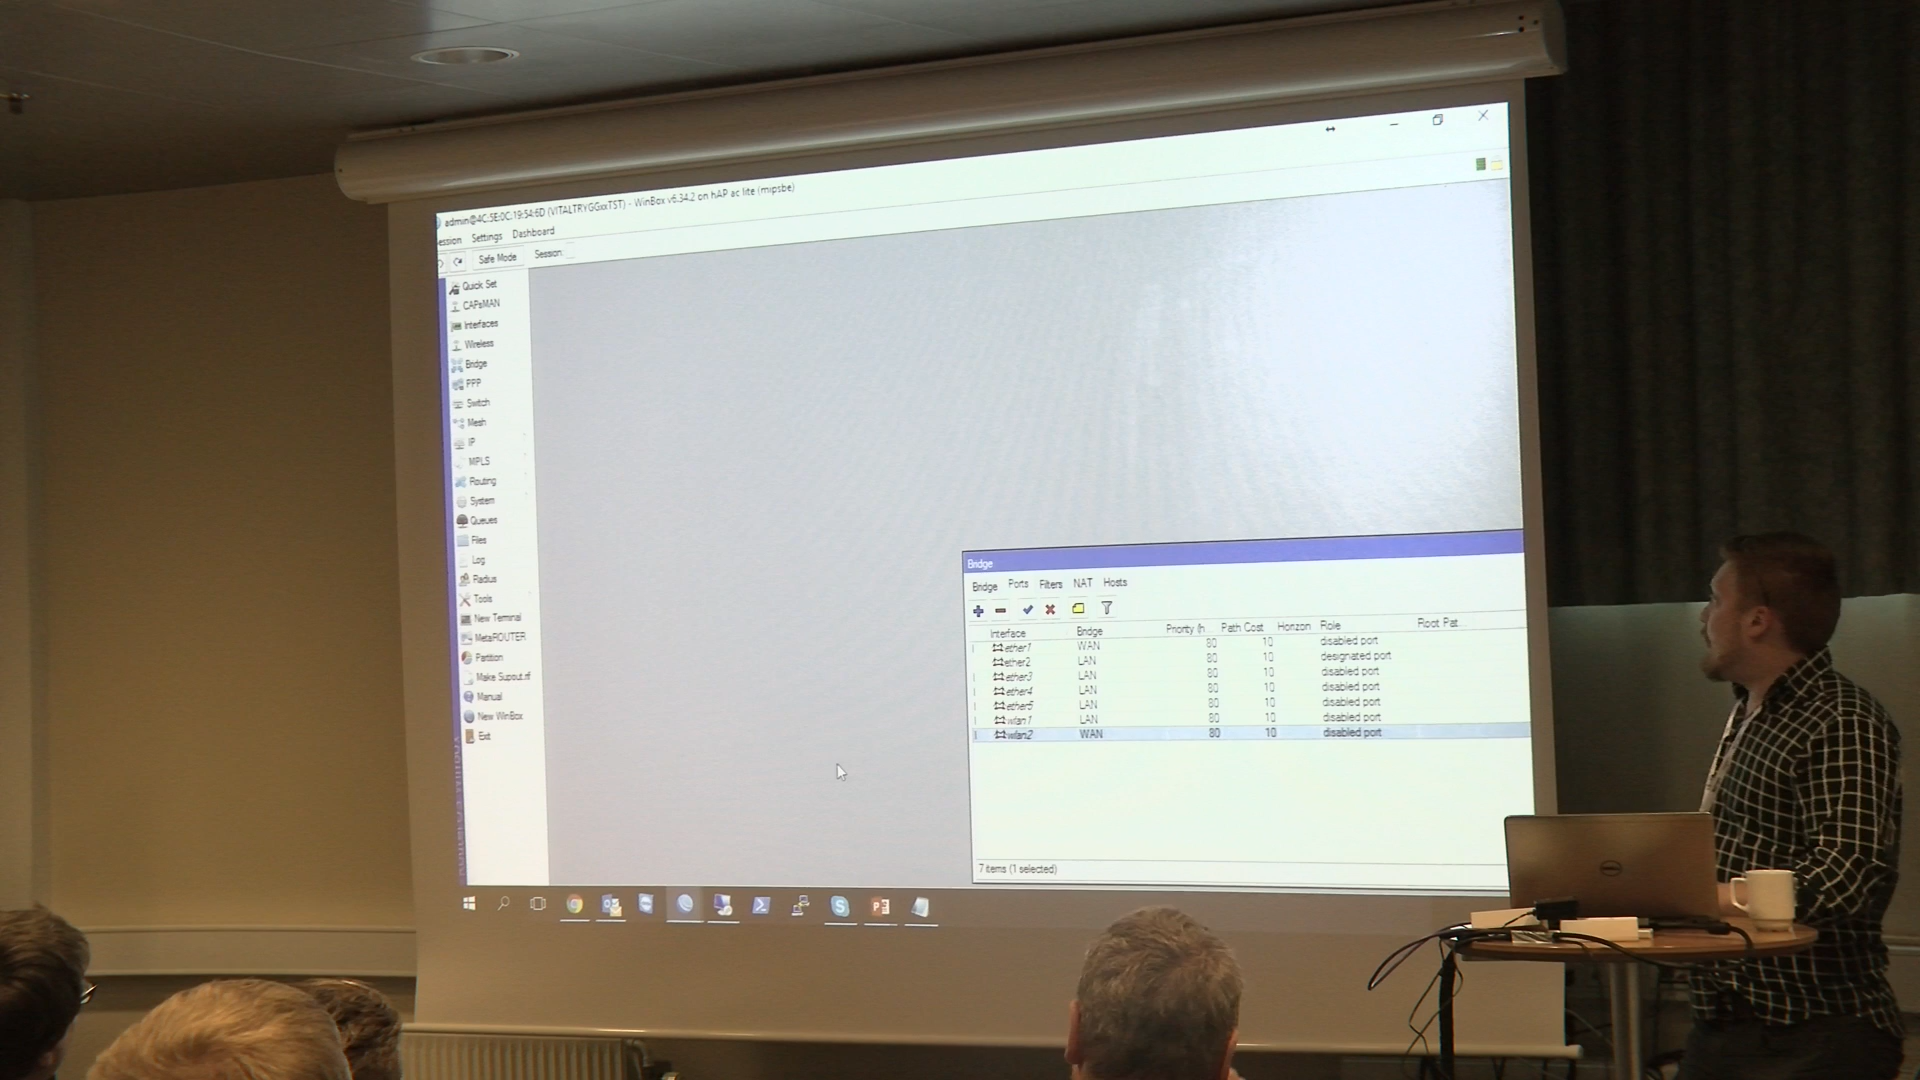 admin@4C:5E:0C:19:54:6D (VITALTRYGGxxTST) - WinBox v6.34.2 on hAP ac lite (mipsbe)
Session Settings Dashboard
Safe Mode Session:
Quick Set
CAPsMAN
Interfaces
Wireless
Bridge
PPP
Switch
Mesh
IP
MPLS
Routing
System
Queues
Files
Log
Radius
Tools
New Terminal
MetaROUTER
Partition
Make Supout.rif
Manual
New WinBox
Exit
Bridge
Bridge Ports Filters NAT Hosts
Interface Bridge Priority (h Path Cost Horizon Role Root Pat...
I ether1 WAN 80 10 disabled port
ether2 LAN 80 10 designated port
I ether3 LAN 80 10 disabled port
I ether4 LAN 80 10 disabled port
I ether5 LAN 80 10 disabled port
I wlan1 LAN 80 10 disabled port
I wlan2 WAN 80 10 disabled port
7 items (1 selected)
DELL